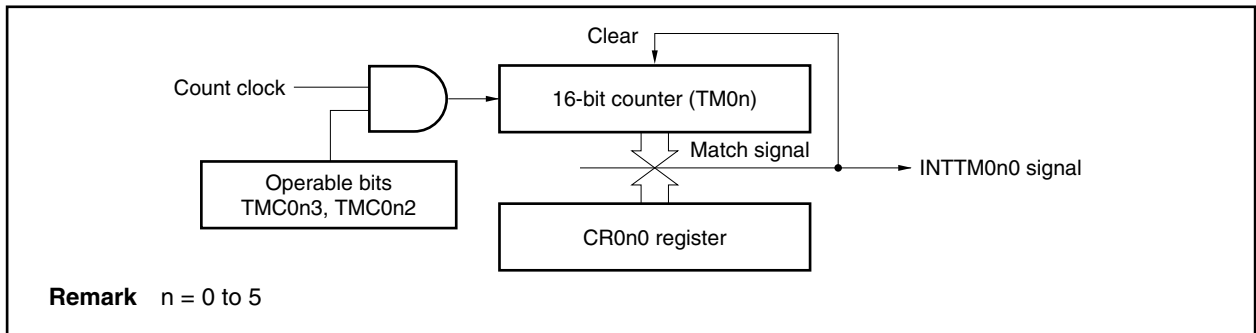 Clear
Count clock
16-bit counter (TM0n)
Match signal
INTTM0n0 signal
Operable bits
TMC0n3, TMC0n2
CR0n0 register
Remark n = 0 to 5